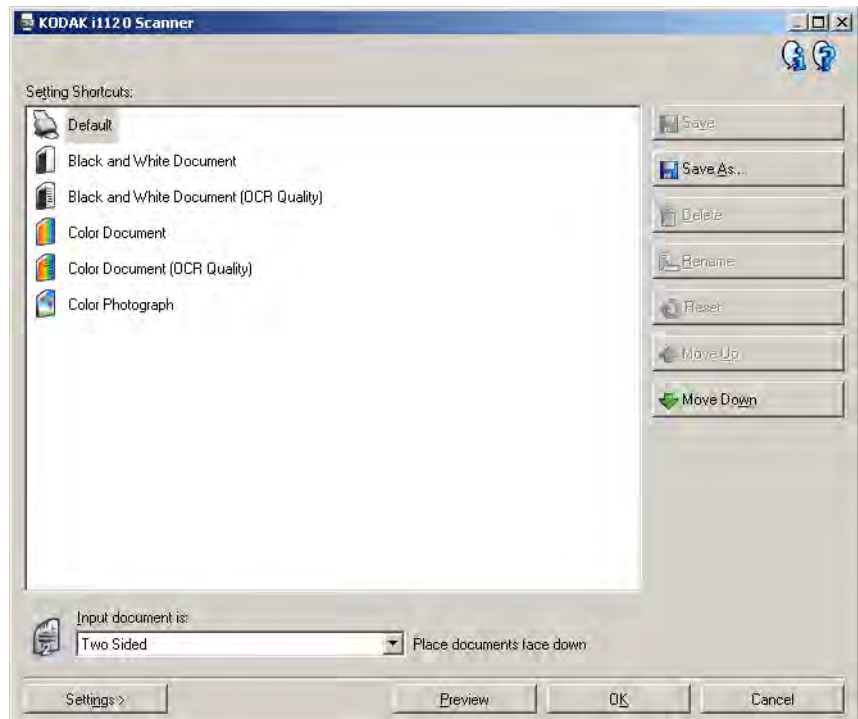 KODAK i1120 Scanner
Setting Shortcuts:
Default
Black and White Document
Black and White Document (OCR Quality)
Color Document
Color Document (OCR Quality)
Color Photograph
Save
Save As...
Delete
Rename
Reset
Move Up
Move Down
Input document is:
Two Sided
Place documents face down
Settings >
Preview
OK
Cancel